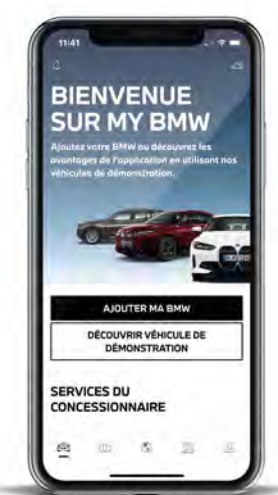 11:41
BIENVENUE
SUR MY BMW
Ajoutez votre BMW ou découvrez les
avantages de l'application en utilisant nos
véhicules de démonstration.
AJOUTER MA BMW
DÉCOUVRIR VÉHICULE DE
DÉMONSTRATION
SERVICES DU
CONCESSIONNAIRE